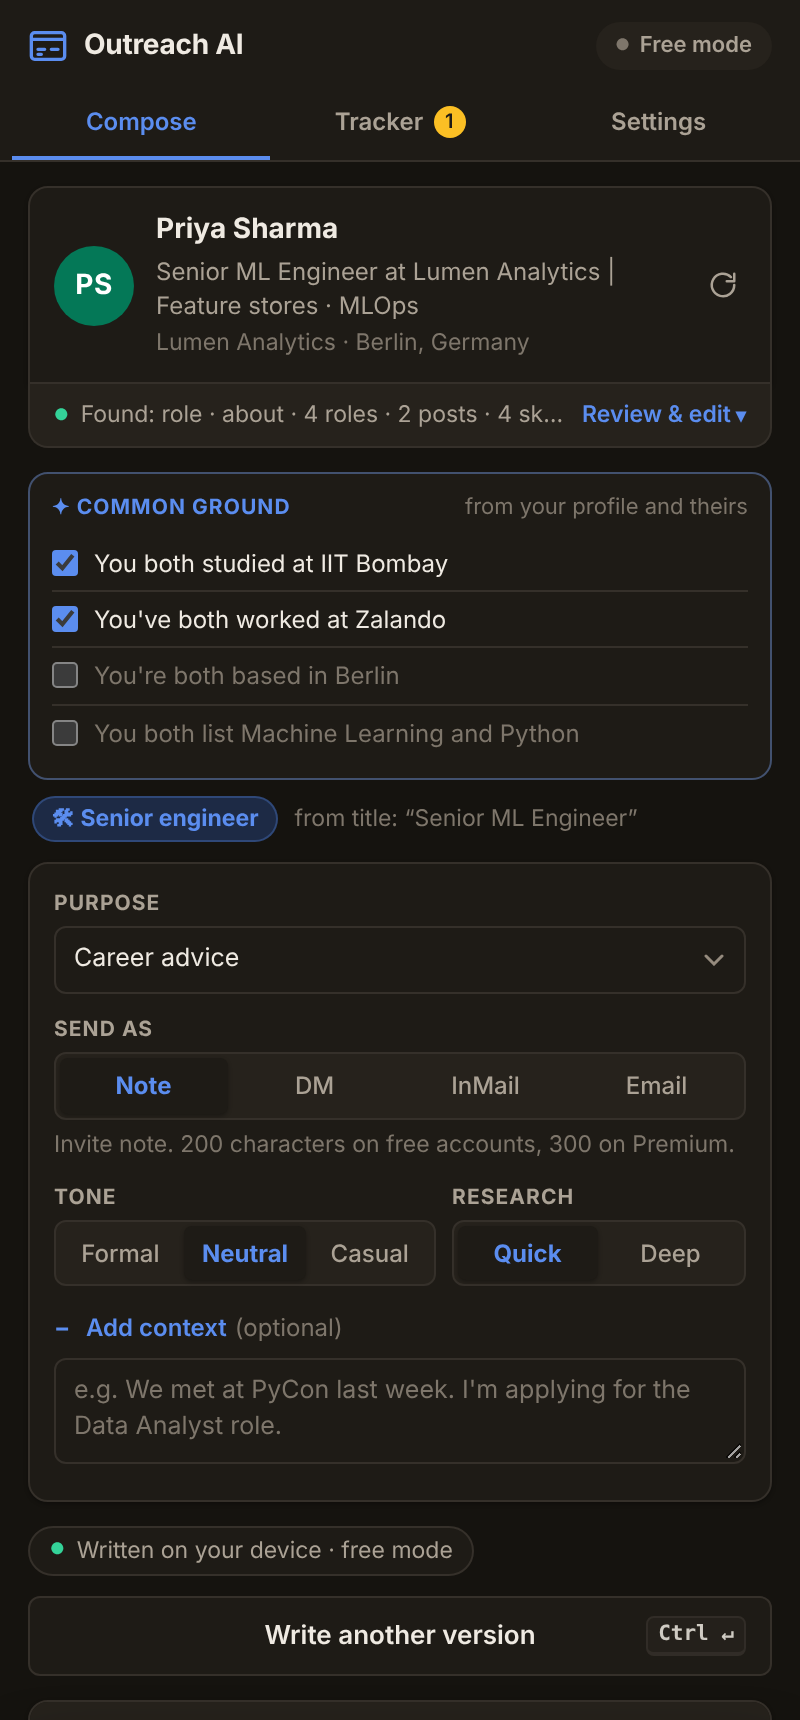 Outreach AI
Free mode
Compose
Tracker 1
Settings
PS
Priya Sharma
Senior ML Engineer at Lumen Analytics |
Feature stores · MLOps
Lumen Analytics · Berlin, Germany
Found: role · about · 4 roles · 2 posts · 4 sk...
Review & edit ▾
✦ COMMON GROUND
from your profile and theirs
You both studied at IIT Bombay
You've both worked at Zalando
You're both based in Berlin
You both list Machine Learning and Python
🛠 Senior engineer
from title: “Senior ML Engineer”
PURPOSE
Career advice
SEND AS
Note
DM
InMail
Email
Invite note. 200 characters on free accounts, 300 on Premium.
TONE
RESEARCH
Formal
Neutral
Casual
Quick
Deep
– Add context (optional)
e.g. We met at PyCon last week. I'm applying for the
Data Analyst role.
Written on your device · free mode
Write another version
Ctrl ↵